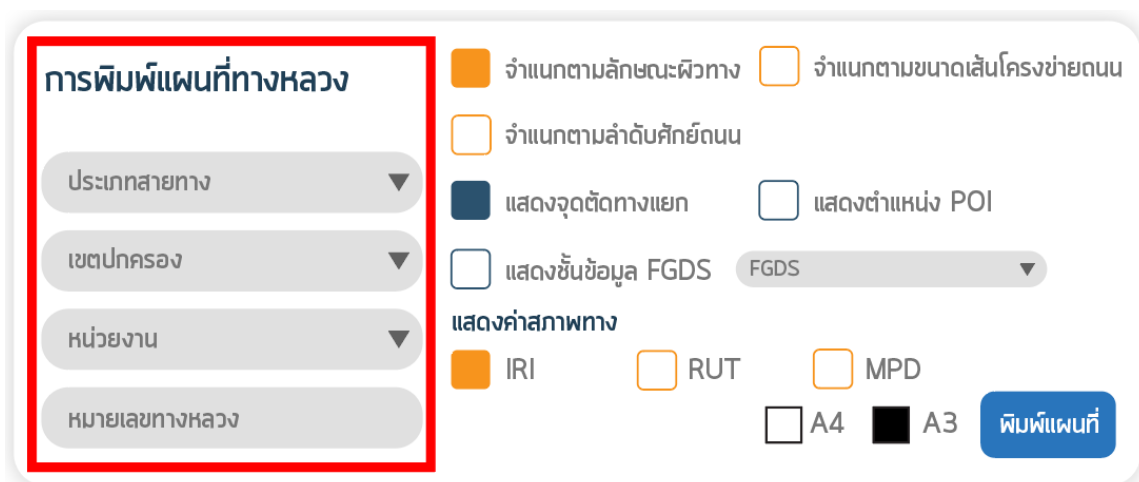 การพิมพ์แผนที่ทางหลวง
ประเภทสายทาง
เขตปกครอง
หน่วยงาน
หมายเลขทางหลวง
จำแนกตามลักษณะผิวทาง จำแนกตามขนาดเส้นโครงข่ายถนน
จำแนกตามลำดับศักย์ถนน
แสดงจุดตัดทางแยก แสดงตำแหน่ง POI
แสดงชั้นข้อมูล FGDS FGDS
แสดงค่าสภาพทาง
IRI RUT MPD
A4 A3 พิมพ์แผนที่